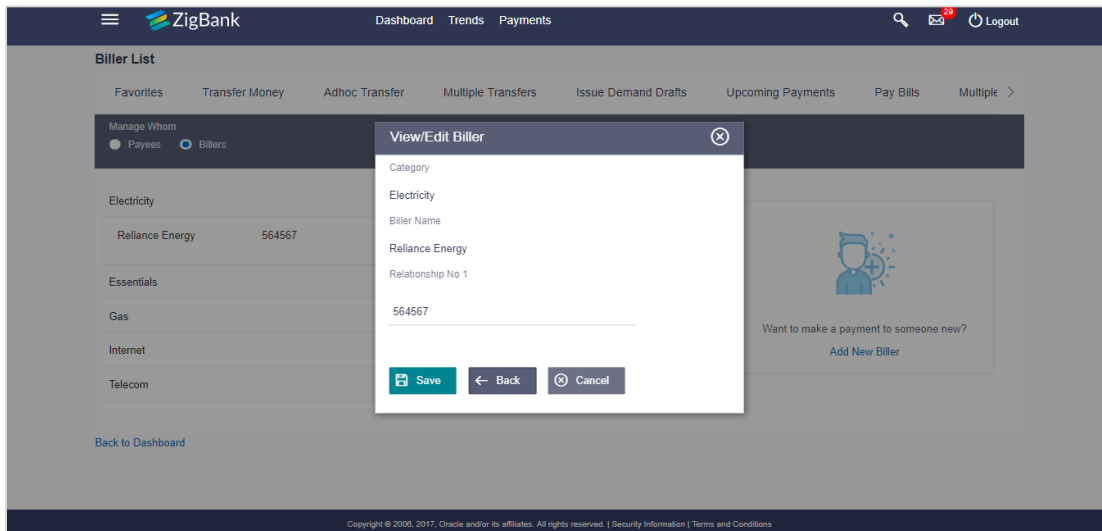 ZigBank Dashboard Trends Payments 29 Logout
Biller List
Favorites Transfer Money Adhoc Transfer Multiple Transfers Issue Demand Drafts Upcoming Payments Pay Bills Multiple >
Manage Whom
Payees Billers
View/Edit Biller
Category
Electricity
Biller Name
Reliance Energy
Relationship No 1
564567
Save Back Cancel
Electricity
Reliance Energy 564567
Essentials
Gas
Internet
Telecom
Want to make a payment to someone new?
Add New Biller
Back to Dashboard
Copyright © 2006, 2017, Oracle and/or its affiliates. All rights reserved. | Security Information | Terms and Conditions